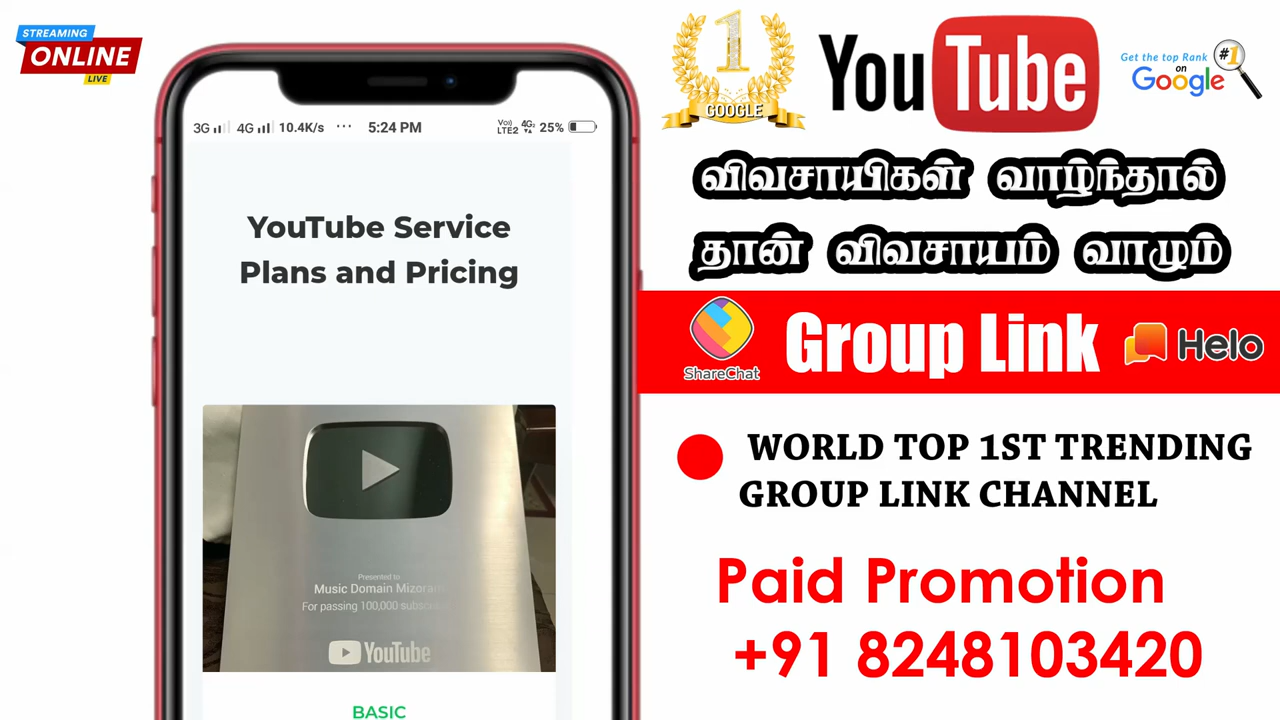 STREAMING
ONLINE
LIVE
3G 4G 10.4K/s ··· 5:24 PM Vo)) LTE2 4G 25%
YouTube Service
Plans and Pricing
Presented to
Music Domain Mizoram
For passing 100,000 subscribe
YouTube
BASIC
1
GOOGLE
YouTube
Get the top Rank
on
Google
#1
விவசாயிகள் வாழ்ந்தால்
தான் விவசாயம் வாழும்
ShareChat
Group Link
Helo
WORLD TOP 1ST TRENDING
GROUP LINK CHANNEL
Paid Promotion
+91 8248103420